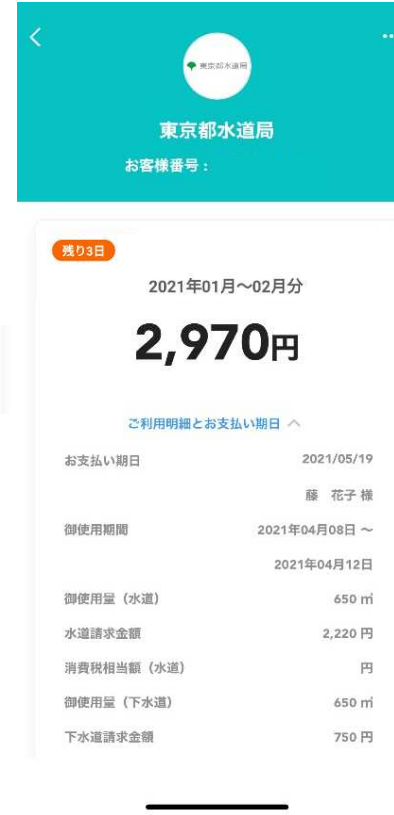 東京都水道局
東京都水道局
お客様番号：
残り3日
2021年01月〜02月分
2,970円
ご利用明細とお支払い期日
お支払い期日 2021/05/19
藤 花子 様
御使用期間 2021年04月08日 〜
2021年04月12日
御使用量（水道） 650 ㎡
水道請求金額 2,220 円
消費税相当額（水道） 円
御使用量（下水道） 650 ㎡
下水道請求金額 750 円